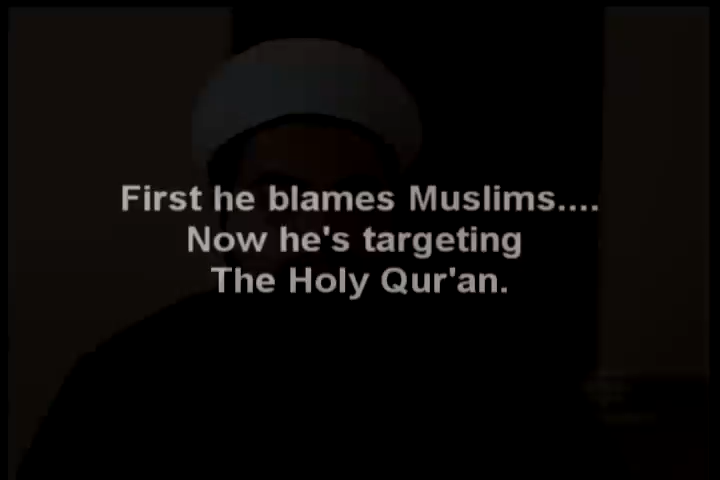 First he blames Muslims....
Now he's targeting
The Holy Qur'an.